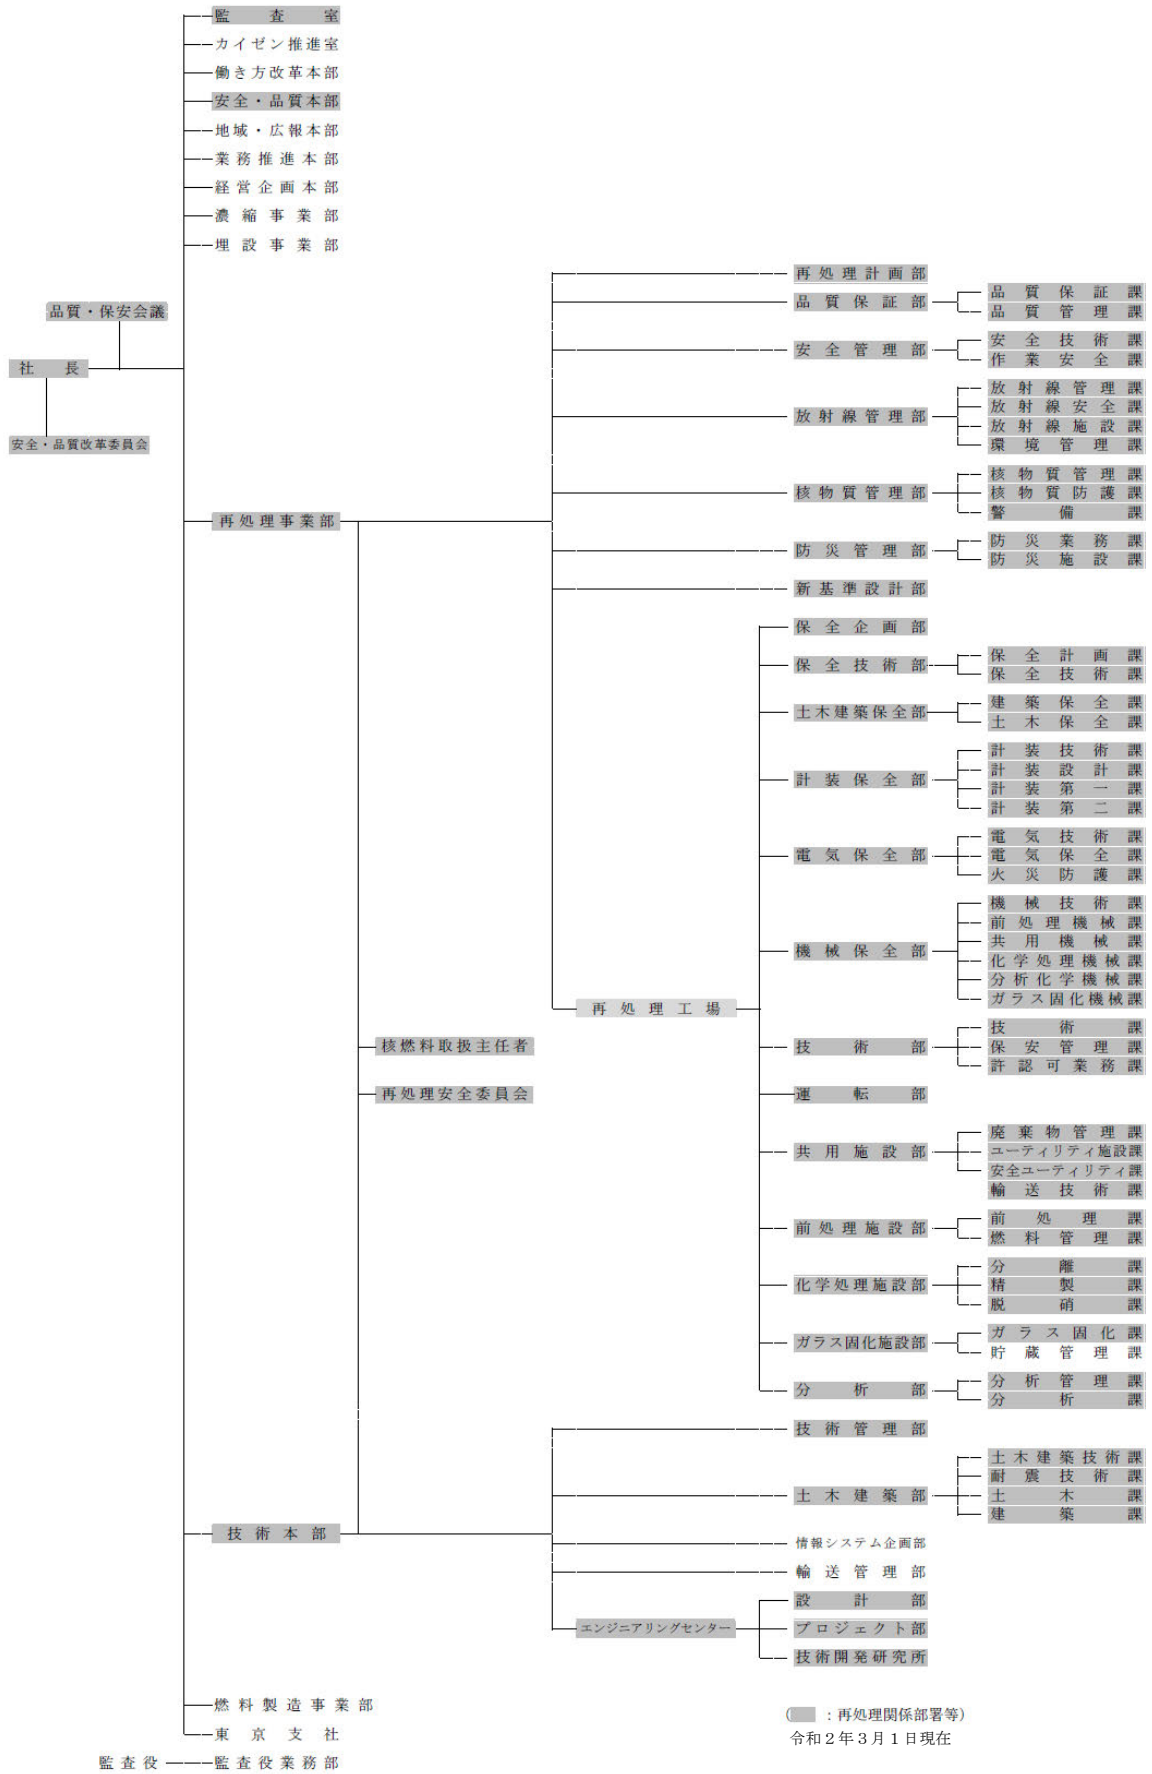 監査室
カイゼン推進室
働き方改革本部
安全・品質本部
地域・広報本部
業務推進本部
経営企画本部
濃縮事業部
埋設事業部
品質・保安会議
社長
安全・品質改革委員会
再処理事業部
再処理計画部
品質保証部
品質保証課
品質管理課
安全管理部
安全技術課
作業安全課
放射線管理部
放射線管理課
放射線安全課
放射線施設課
環境管理課
核物質管理部
核物質管理課
核物質防護課
警備課
防災管理部
防災業務課
防災施設課
新基準設計部
再処理工場
保全企画部
保全技術部
保全計画課
保全技術課
土木建築保全部
建築保全課
土木保全課
計装保全部
計装技術課
計装設計課
計装第一課
計装第二課
電気保全部
電気技術課
電気保全課
火災防護課
機械保全部
機械技術課
前処理機械課
共用機械課
化学処理機械課
分析化学機械課
ガラス固化機械課
技術部
技術課
保安管理課
許認可業務課
運転部
共用施設部
廃棄物管理課
ユーティリティ施設課
安全ユーティリティ課
輸送技術課
前処理施設部
前処理課
燃料管理課
化学処理施設部
分離課
精製課
脱硝課
ガラス固化施設部
ガラス固化課
貯蔵管理課
分析部
分析管理課
分析課
核燃料取扱主任者
再処理安全委員会
技術本部
技術管理部
土木建築部
土木建築技術課
耐震技術課
土木課
建築課
情報システム企画部
輸送管理部
エンジニアリングセンター
設計部
プロジェクト部
技術開発研究所
燃料製造事業部
東京支社
監査役
監査役業務部
(　：再処理関係部署等)
令和2年3月1日現在